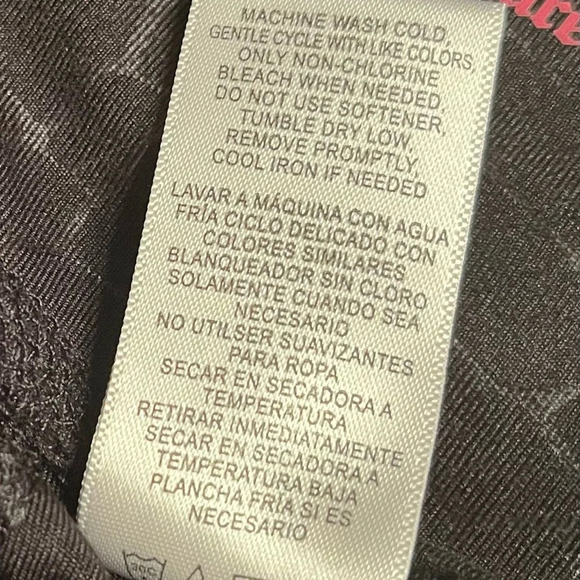 MACHINE WASH COLD,
GENTLE CYCLE WITH LIKE COLORS,
ONLY NON-CHLORINE
BLEACH WHEN NEEDED,
DO NOT USE SOFTENER,
TUMBLE DRY LOW,
REMOVE PROMPTLY,
COOL IRON IF NEEDED
LAVAR A MÁQUINA CON AGUA
FRÍA CICLO DELICADO CON
COLORES SIMILARES
BLANQUEADOR SIN CLORO
SOLAMENTE CUANDO SEA
NECESARIO
NO UTILSER SUAVIZANTES
PARA ROPA
SECAR EN SECADORA A
TEMPERATURA
RETIRAR INMEDIATAMENTE
SECAR EN SECADORA A
TEMPERATURA BAJA
PLANCHA FRÍA SI ES
NECESARIO
30C